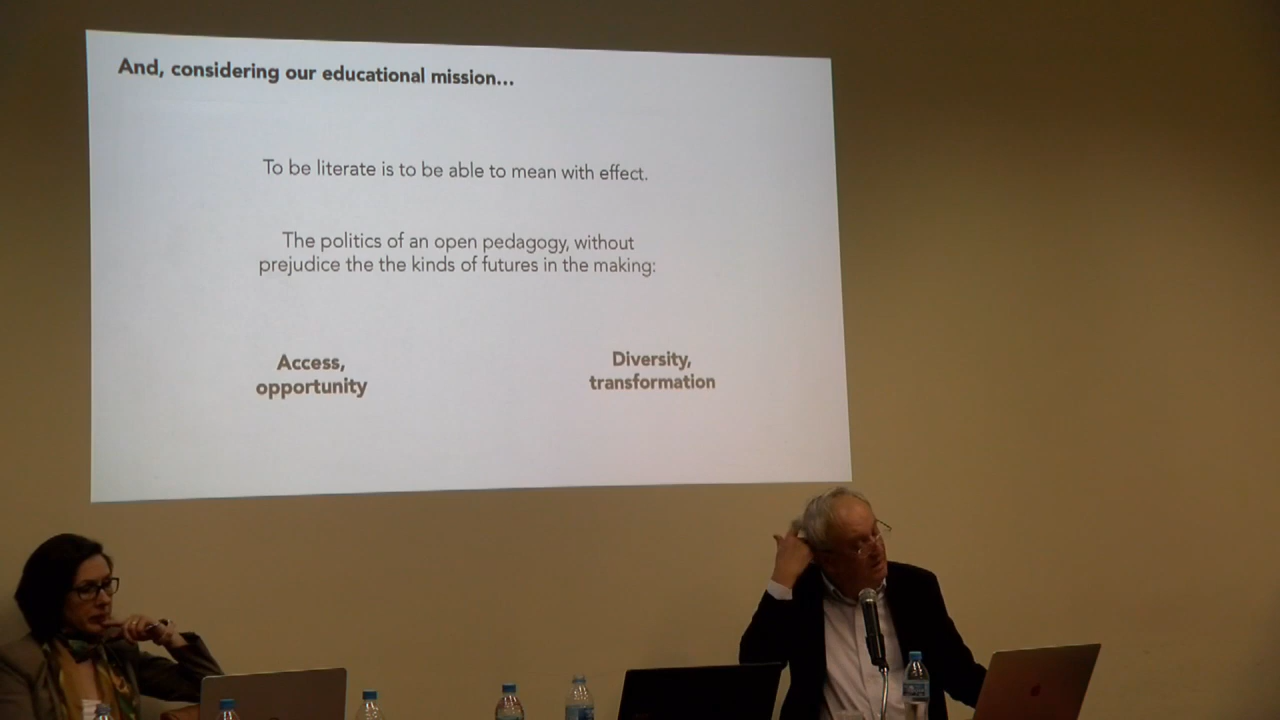 And, considering our educational mission...
To be literate is to be able to mean with effect.
The politics of an open pedagogy, without
prejudice the the kinds of futures in the making:
Access,
opportunity
Diversity,
transformation